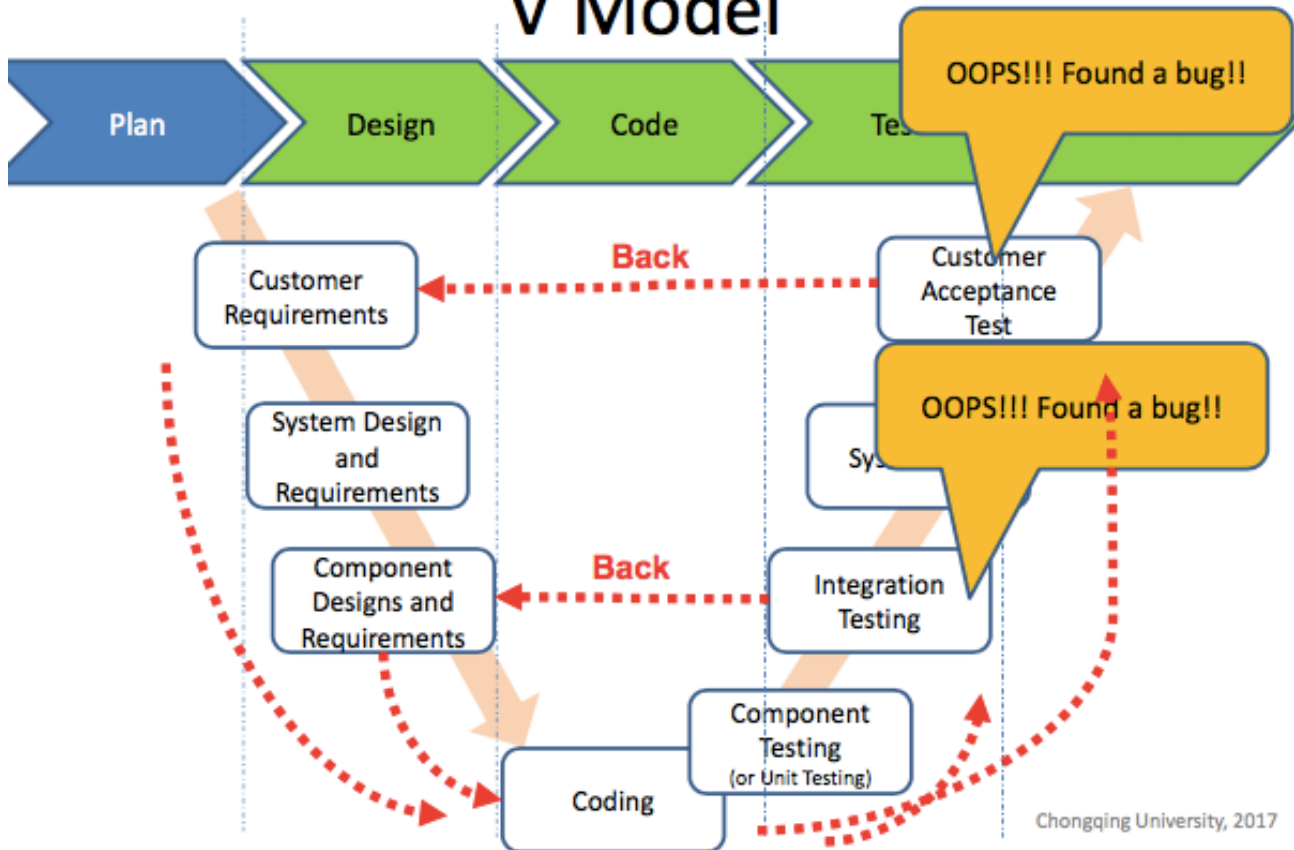 V Model
OOPS!!! Found a bug!!
Plan
Design
Code
Back
Customer
Requirements
Customer
Acceptance
Test
OOPS!!! Found a bug!!
System Design
and
Requirements
Component
Designs and
Requirements
Back
Integration
Testing
Component
Testing
(or Unit Testing)
Coding
Chongqing University, 2017